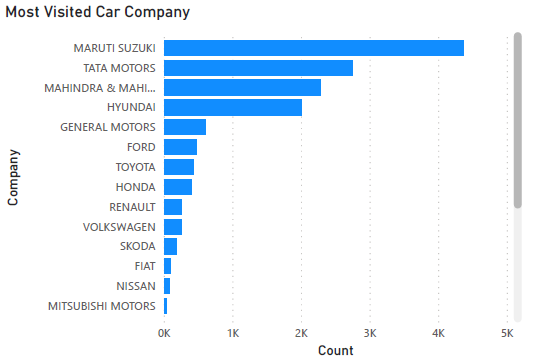 Most Visited Car Company
MARUTI SUZUKI
TATA MOTORS
MAHINDRA & MAHI...
HYUNDAI
GENERAL MOTORS
FORD
TOYOTA
HONDA
RENAULT
VOLKSWAGEN
SKODA
FIAT
NISSAN
MITSUBISHI MOTORS
Company
0K 1K 2K 3K 4K 5K
Count